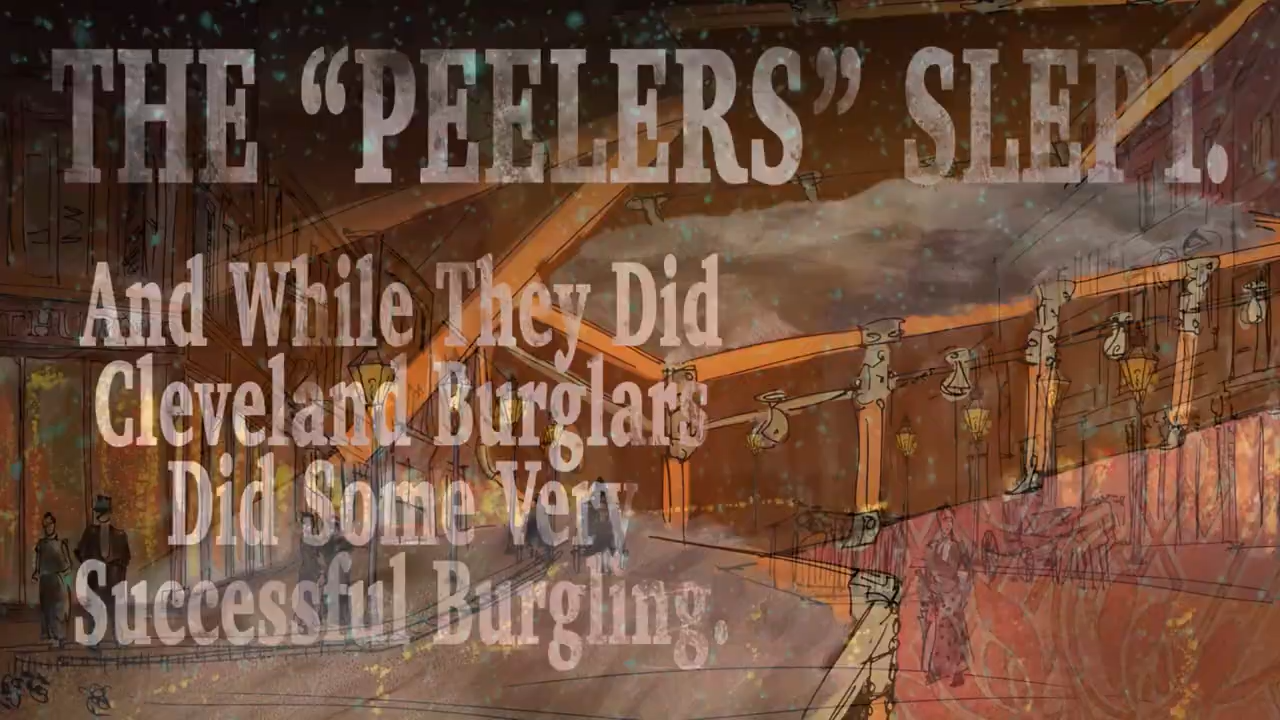 THE “PEELERS” SLEPT.
And While They Did
Cleveland Burglars
Did Some Very
Successful Burgling.